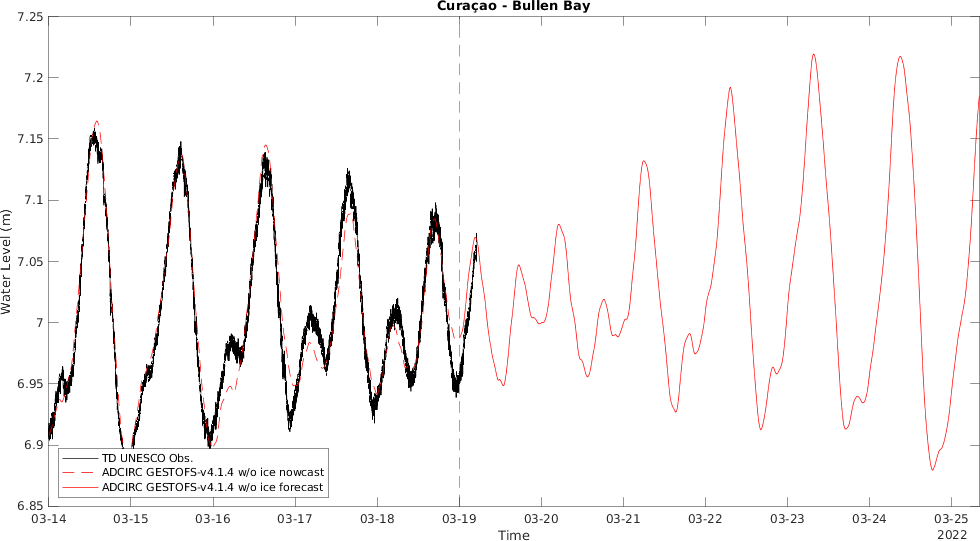 Curaçao - Bullen Bay
Water Level (m)
7.25
7.2
7.15
7.1
7.05
7
6.95
6.9
6.85
TD UNESCO Obs.
ADCIRC GESTOFS-v4.1.4 w/o ice nowcast
ADCIRC GESTOFS-v4.1.4 w/o ice forecast
03-14 03-15 03-16 03-17 03-18 03-19 03-20 03-21 03-22 03-23 03-24 03-25
Time
2022